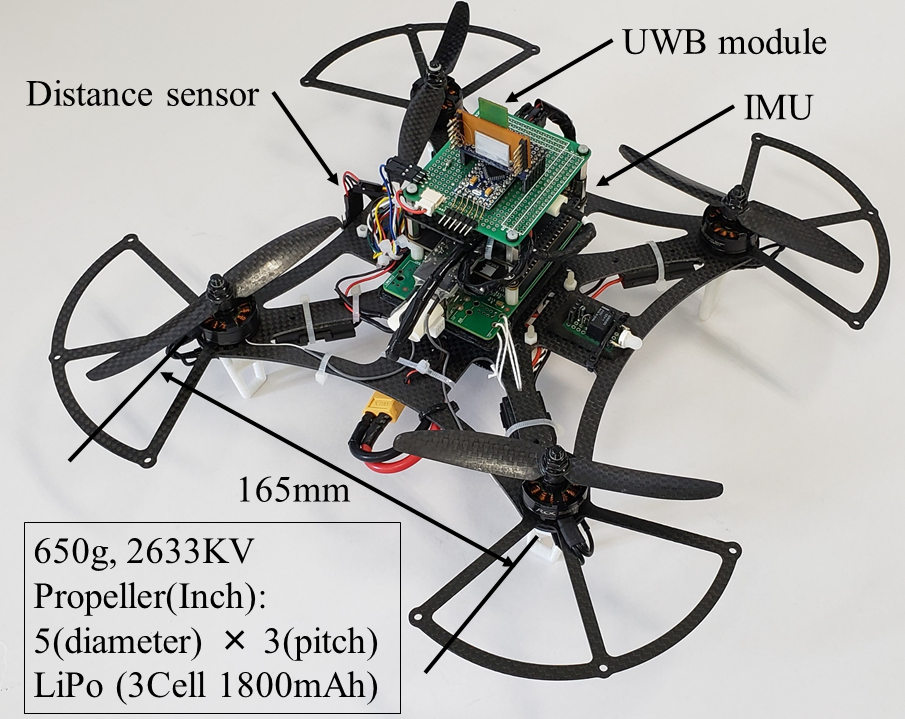 UWB module
Distance sensor
IMU
165mm
650g, 2633KV
Propeller(Inch):
5(diameter) × 3(pitch)
LiPo (3Cell 1800mAh)